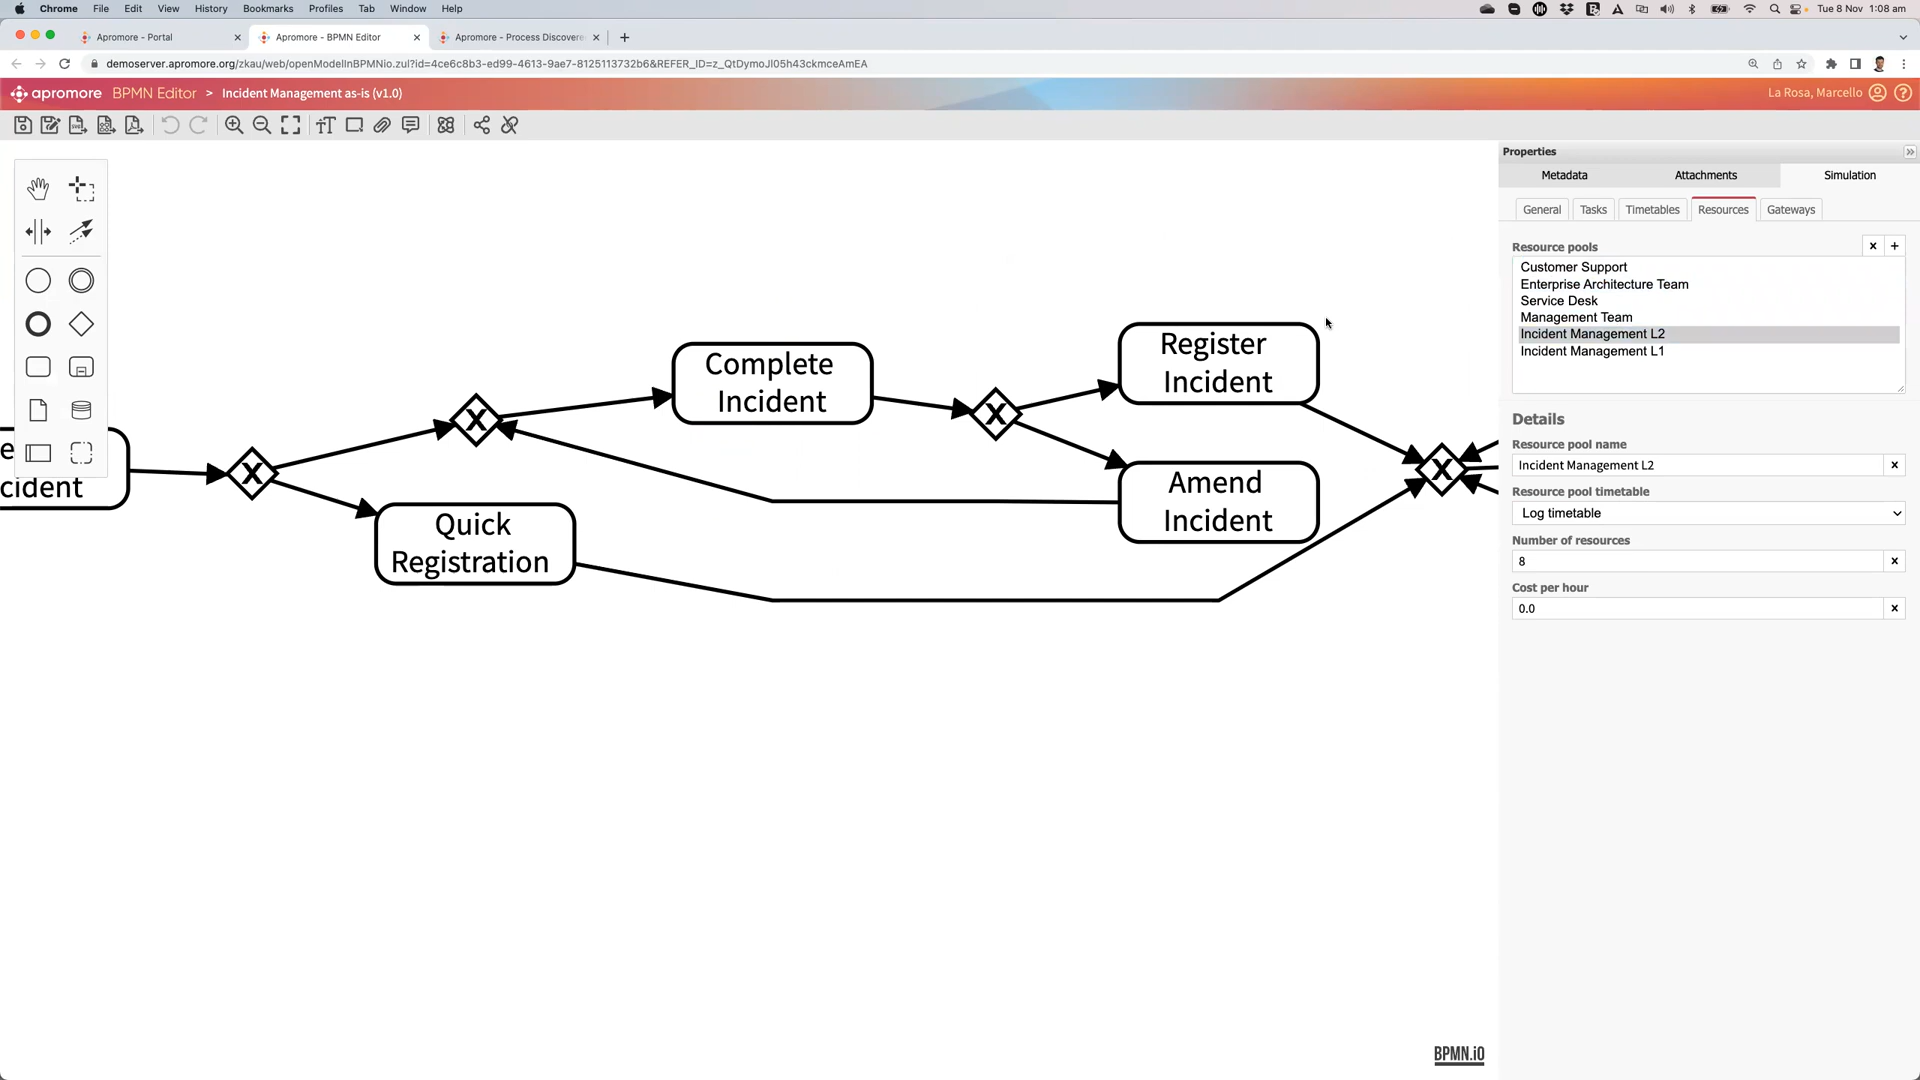 Chrome File Edit View History Bookmarks Profiles Tab Window Help
Tue 8 Nov 1:08 am
Apromore - Portal
Apromore - BPMN Editor
Apromore - Process Discovere
demoserver.apromore.org/zkau/web/openModelInBPMNio.zul?id=4ce6c8b3-ed99-4613-9ae7-8125113732b6&REFER_ID=z_QtDymoJl05h43ckmceAmEA
apromore BPMN Editor > Incident Management as-is (v1.0)
La Rosa, Marcello
Properties
Metadata Attachments Simulation
General Tasks Timetables Resources Gateways
Resource pools
Customer Support
Enterprise Architecture Team
Service Desk
Management Team
Incident Management L2
Incident Management L1
Details
Resource pool name
Incident Management L2
Resource pool timetable
Log timetable
Number of resources
8
Cost per hour
0.0
cident
Quick
Registration
Complete
Incident
Register
Incident
Amend
Incident
BPMN.iO